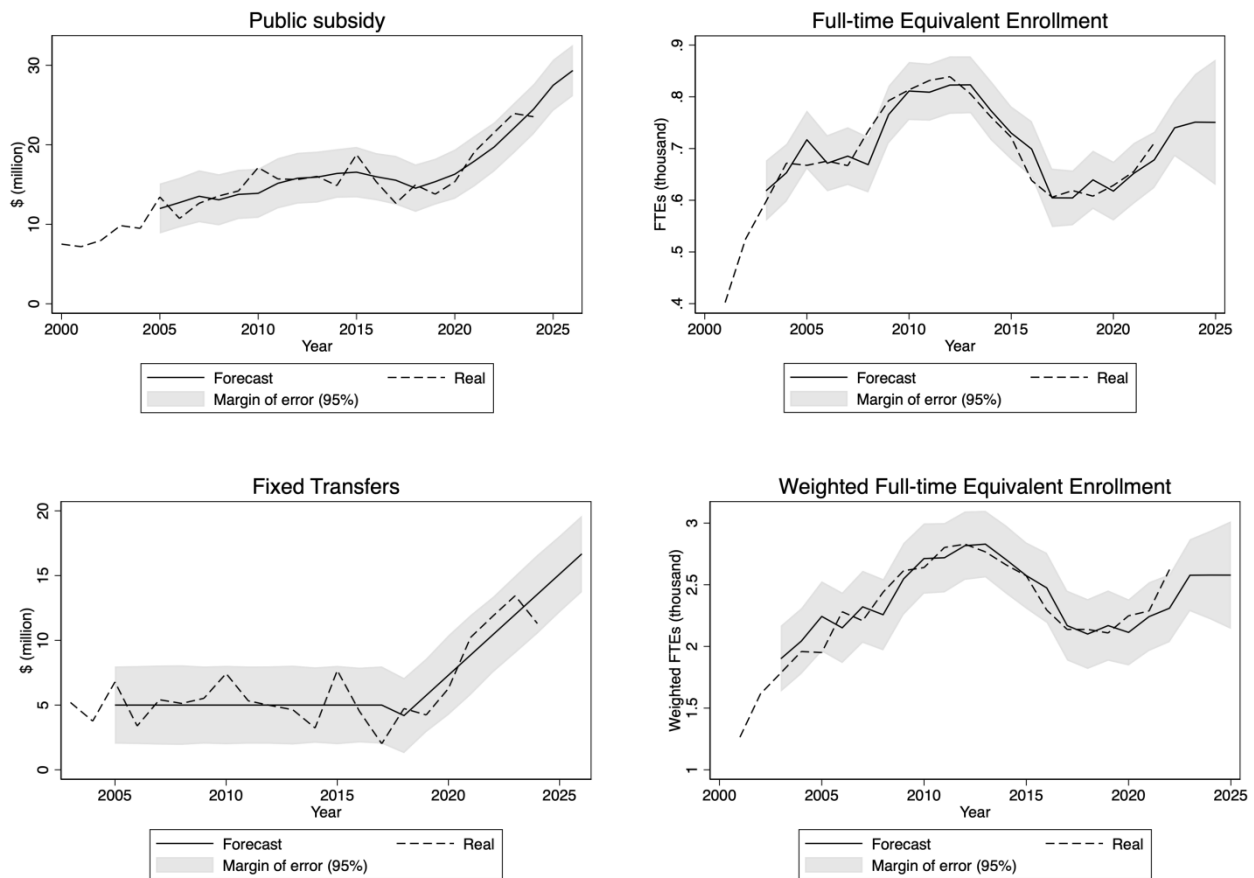 Public subsidy
$ (million)
0
10
20
30
2000
2005
2010
2015
2020
2025
Year
Forecast
Real
Margin of error (95%)
Full-time Equivalent Enrollment
FTEs (thousand)
.4
.5
.6
.7
.8
.9
2000
2005
2010
2015
2020
2025
Year
Forecast
Real
Margin of error (95%)
Fixed Transfers
$ (million)
0
5
10
15
20
2005
2010
2015
2020
2025
Year
Forecast
Real
Margin of error (95%)
Weighted Full-time Equivalent Enrollment
Weighted FTEs (thousand)
1
1.5
2
2.5
3
2000
2005
2010
2015
2020
2025
Year
Forecast
Real
Margin of error (95%)